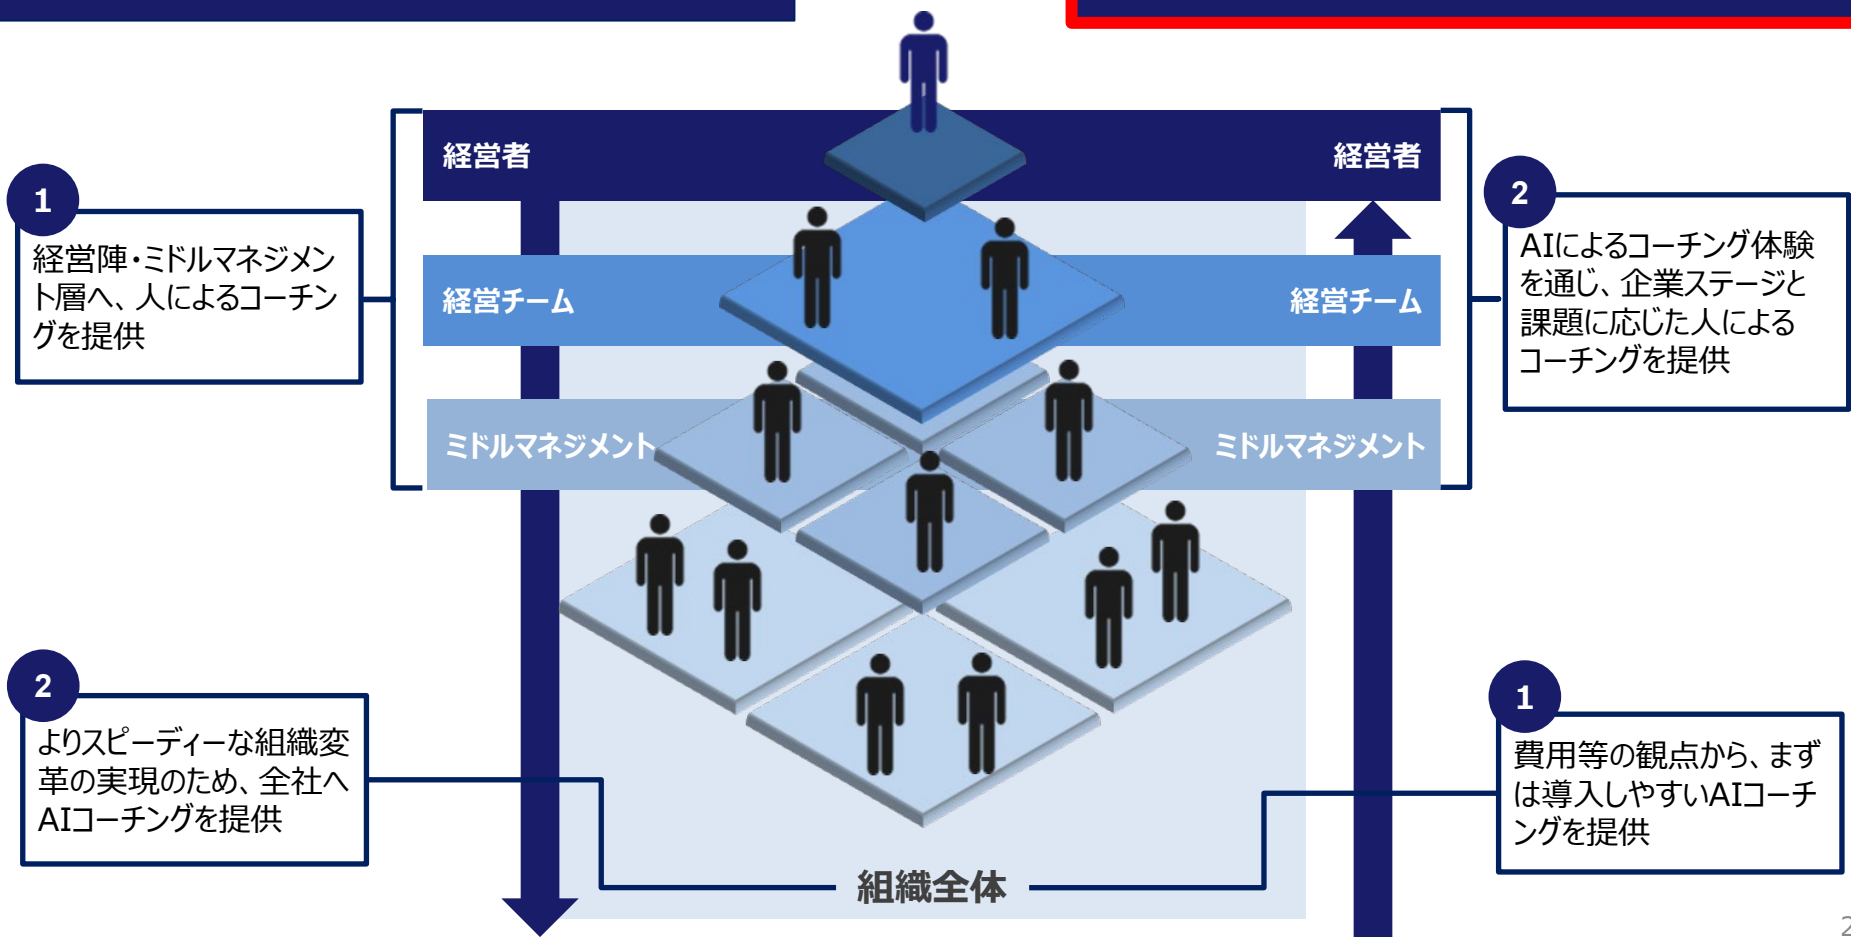 経営者
経営者
1
経営陣・ミドルマネジメン
ト層へ、人によるコーチン
グを提供
2
AIによるコーチング体験
を通じ、企業ステージと
課題に応じた人による
コーチングを提供
経営チーム
経営チーム
ミドルマネジメント
ミドルマネジメント
2
よりスピーディーな組織変
革の実現のため、全社へ
AIコーチングを提供
1
費用等の観点から、まず
は導入しやすいAIコーチ
ングを提供
組織全体